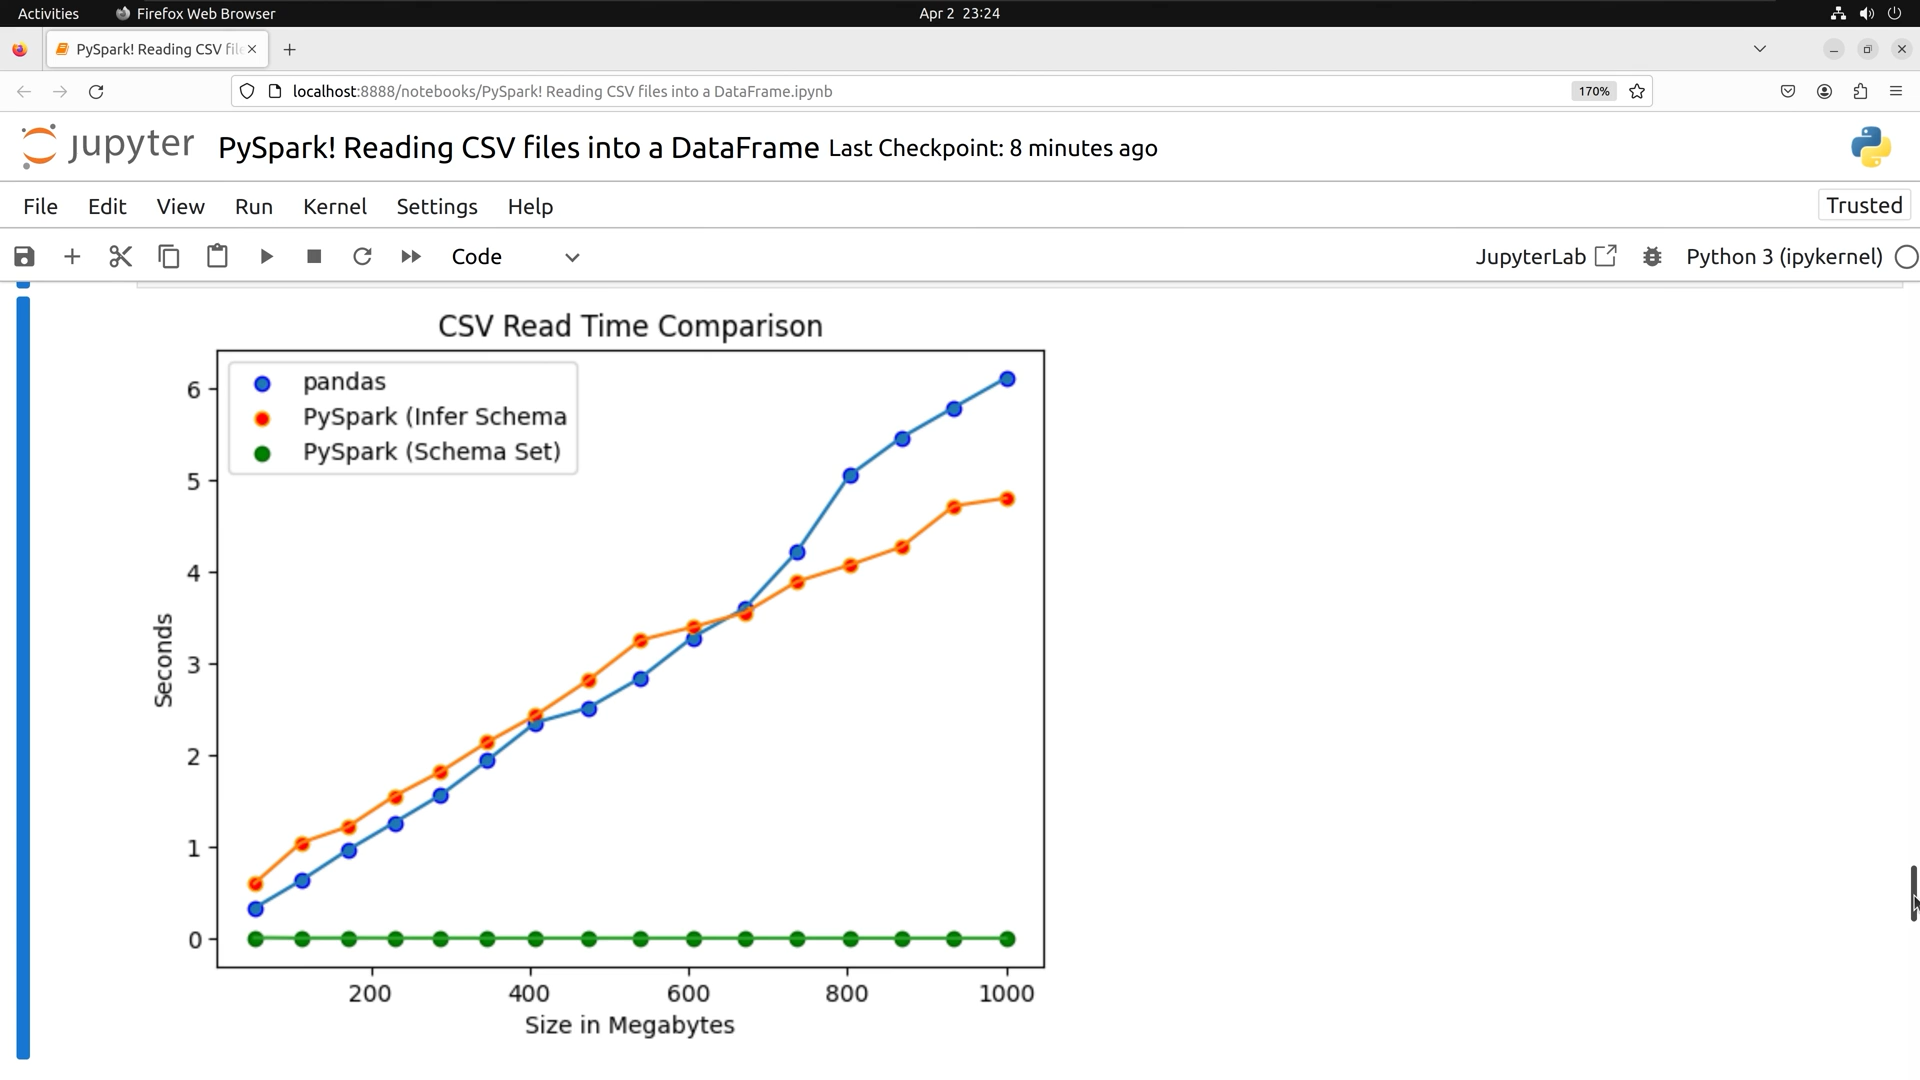 Activities Firefox Web Browser Apr 2 23:24
PySpark! Reading CSV file
localhost:8888/notebooks/PySpark! Reading CSV files into a DataFrame.ipynb 170%
jupyter PySpark! Reading CSV files into a DataFrame Last Checkpoint: 8 minutes ago
File Edit View Run Kernel Settings Help Trusted
Code JupyterLab Python 3 (ipykernel)
CSV Read Time Comparison
pandas
PySpark (Infer Schema
PySpark (Schema Set)
6
5
4
3
2
1
0
Seconds
200 400 600 800 1000
Size in Megabytes